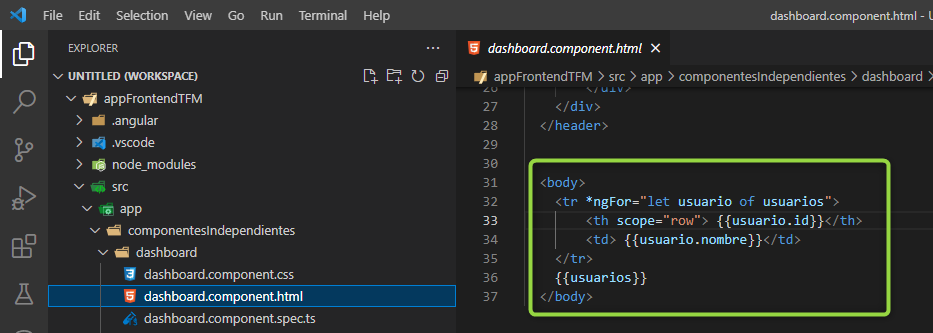 File Edit Selection View Go Run Terminal Help dashboard.component.html -
EXPLORER ...
UNTITLED (WORKSPACE)
appFrontendTFM
.angular
.vscode
node_modules
src
app
componentesIndependientes
dashboard
dashboard.component.css
dashboard.component.html
dashboard.component.spec.ts
dashboard.component.html
appFrontendTFM > src > app > componentesIndependientes > dashboard >
26 </div>
27 </div>
28 </header>
29
30
31 <body>
32 <tr *ngFor="let usuario of usuarios">
33 <th scope="row"> {{usuario.id}}</th>
34 <td> {{usuario.nombre}}</td>
35 </tr>
36 {{usuarios}}
37 </body>